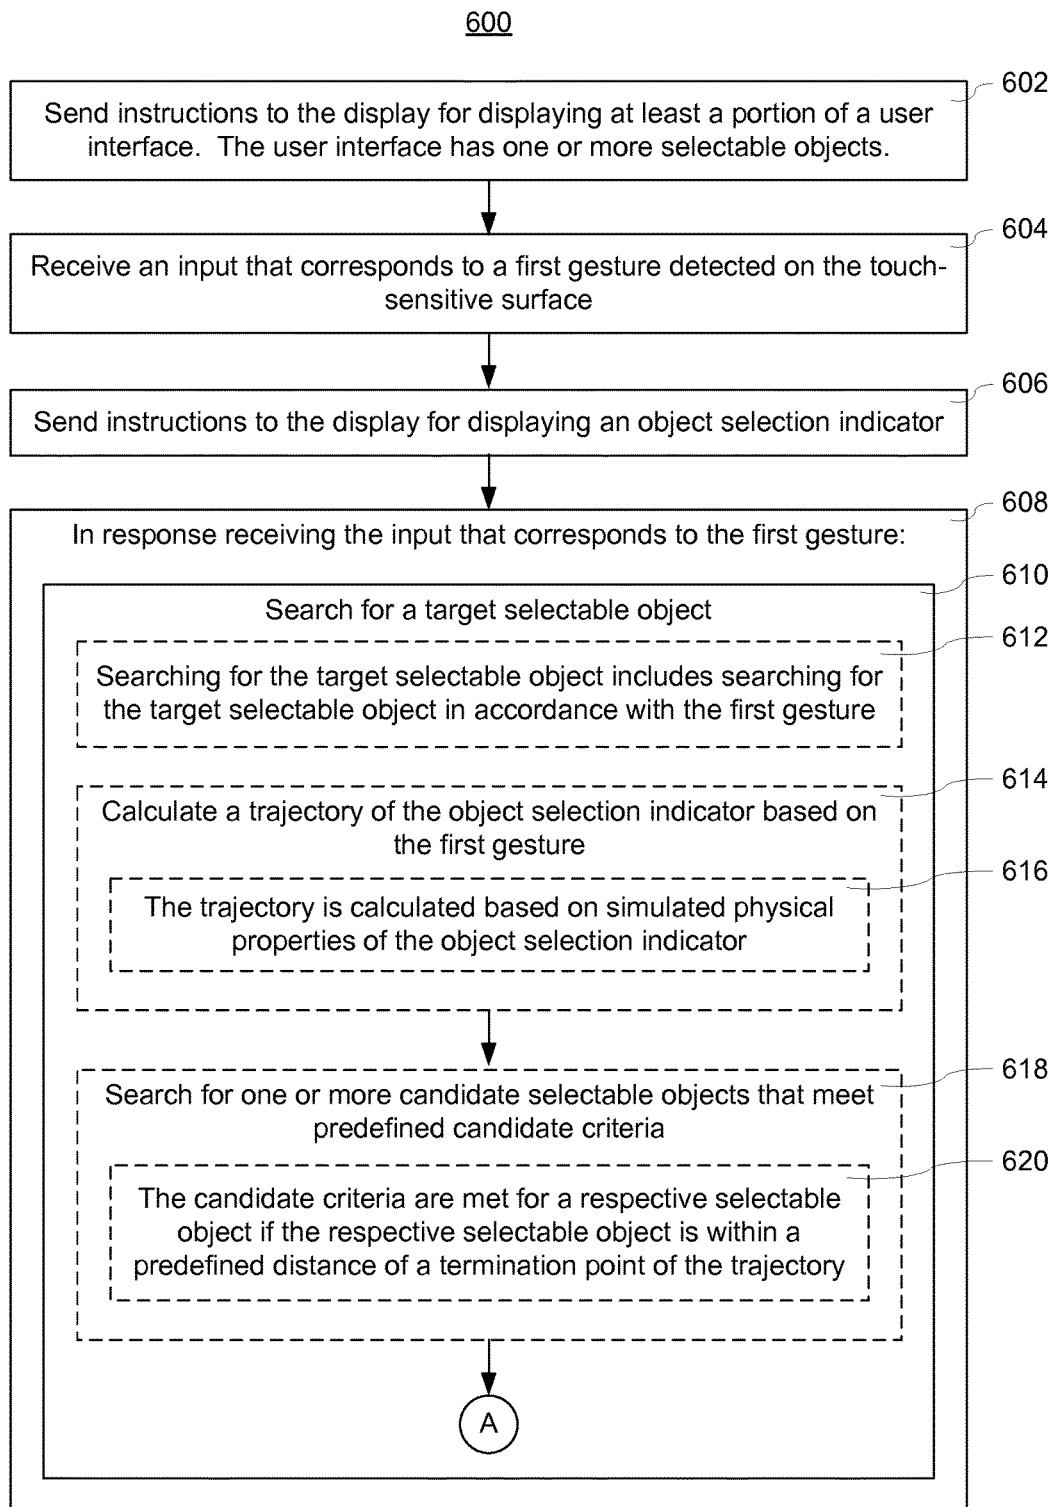 600
602
Send instructions to the display for displaying at least a portion of a user
interface.  The user interface has one or more selectable objects.
604
Receive an input that corresponds to a first gesture detected on the touch-
sensitive surface
606
Send instructions to the display for displaying an object selection indicator
608
In response receiving the input that corresponds to the first gesture:
610
Search for a target selectable object
612
Searching for the target selectable object includes searching for
the target selectable object in accordance with the first gesture
614
Calculate a trajectory of the object selection indicator based on
the first gesture
616
The trajectory is calculated based on simulated physical
properties of the object selection indicator
618
Search for one or more candidate selectable objects that meet
predefined candidate criteria
620
The candidate criteria are met for a respective selectable
object if the respective selectable object is within a
predefined distance of a termination point of the trajectory
A